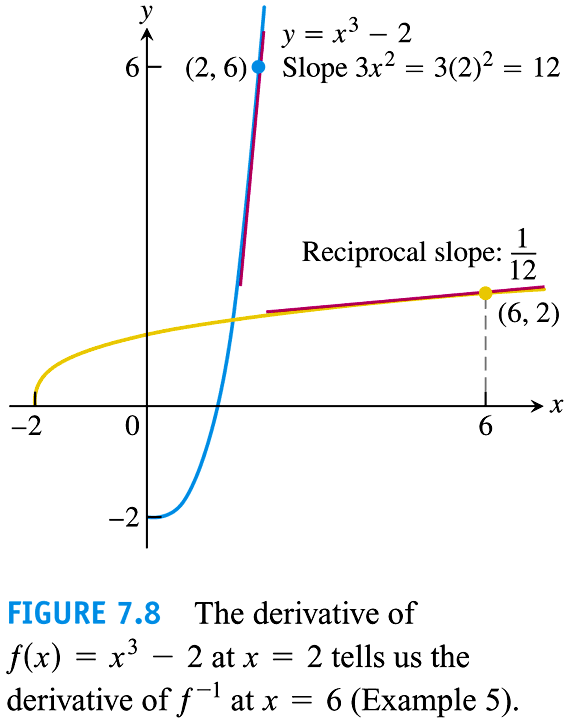 y
y = x³ − 2
6
(2, 6)
Slope 3x² = 3(2)² = 12
Reciprocal slope: 1/12
(6, 2)
x
−2
0
6
−2
FIGURE 7.8 The derivative of
f(x) = x³ − 2 at x = 2 tells us the
derivative of f⁻¹ at x = 6 (Example 5).